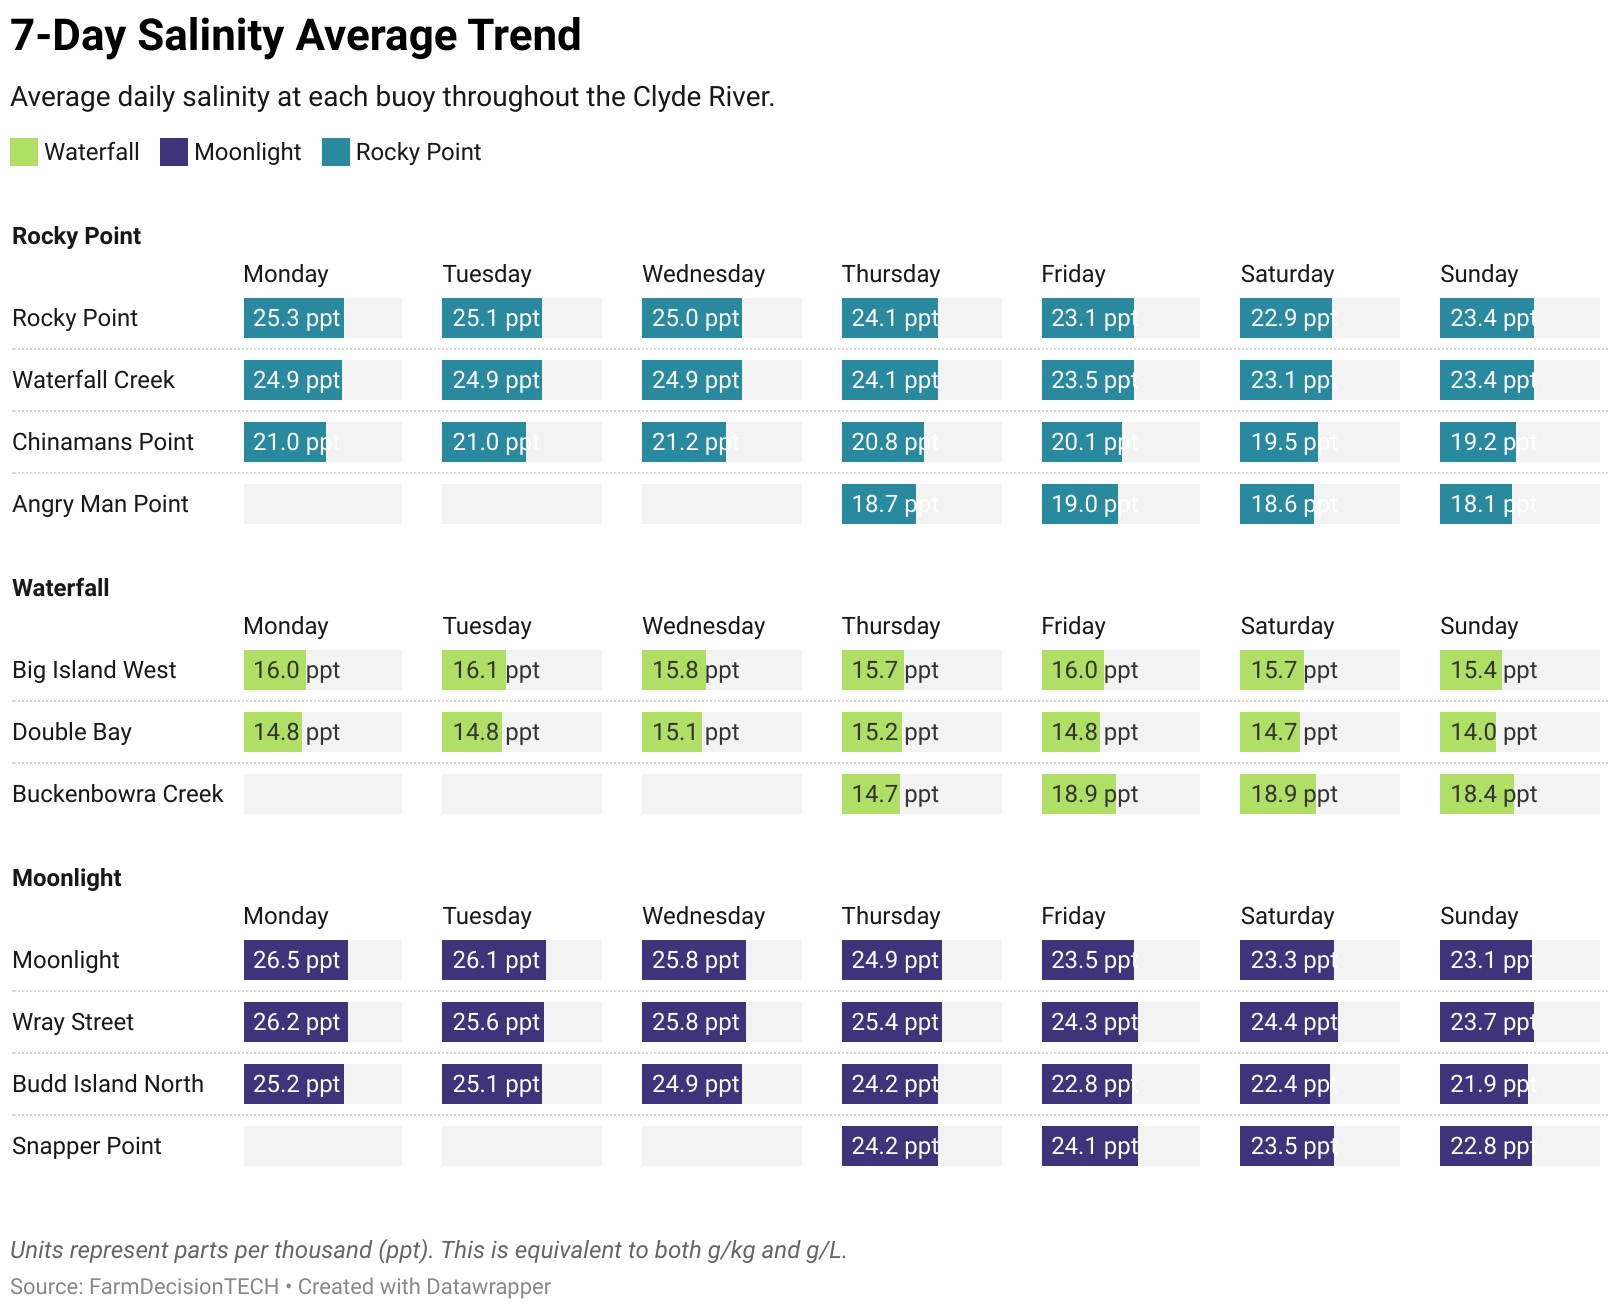 7-Day Salinity Average Trend
Average daily salinity at each buoy throughout the Clyde River.
Waterfall Moonlight Rocky Point
Rocky Point
Monday Tuesday Wednesday Thursday Friday Saturday Sunday
Rocky Point 25.3 ppt 25.1 ppt 25.0 ppt 24.1 ppt 23.1 ppt 22.9 ppt 23.4 ppt
Waterfall Creek 24.9 ppt 24.9 ppt 24.9 ppt 24.1 ppt 23.5 ppt 23.1 ppt 23.4 ppt
Chinamans Point 21.0 ppt 21.0 ppt 21.2 ppt 20.8 ppt 20.1 ppt 19.5 ppt 19.2 ppt
Angry Man Point 18.7 ppt 19.0 ppt 18.6 ppt 18.1 ppt
Waterfall
Monday Tuesday Wednesday Thursday Friday Saturday Sunday
Big Island West 16.0 ppt 16.1 ppt 15.8 ppt 15.7 ppt 16.0 ppt 15.7 ppt 15.4 ppt
Double Bay 14.8 ppt 14.8 ppt 15.1 ppt 15.2 ppt 14.8 ppt 14.7 ppt 14.0 ppt
Buckenbowra Creek 14.7 ppt 18.9 ppt 18.9 ppt 18.4 ppt
Moonlight
Monday Tuesday Wednesday Thursday Friday Saturday Sunday
Moonlight 26.5 ppt 26.1 ppt 25.8 ppt 24.9 ppt 23.5 ppt 23.3 ppt 23.1 ppt
Wray Street 26.2 ppt 25.6 ppt 25.8 ppt 25.4 ppt 24.3 ppt 24.4 ppt 23.7 ppt
Budd Island North 25.2 ppt 25.1 ppt 24.9 ppt 24.2 ppt 22.8 ppt 22.4 ppt 21.9 ppt
Snapper Point 24.2 ppt 24.1 ppt 23.5 ppt 22.8 ppt
Units represent parts per thousand (ppt). This is equivalent to both g/kg and g/L.
Source: FarmDecisionTECH • Created with Datawrapper